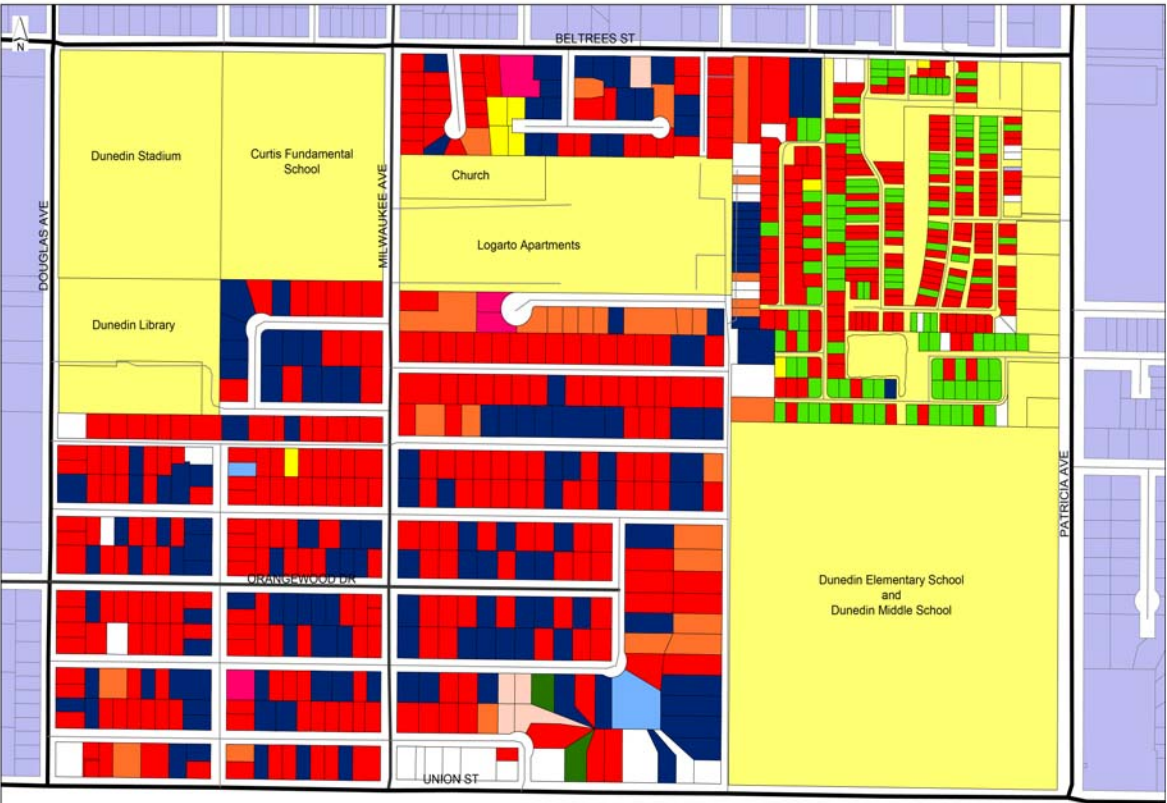 BELTREES ST
N
Dunedin Stadium
Curtis Fundamental
School
Church
MILWAUKEE AVE
DOUGLAS AVE
Logarto Apartments
Dunedin Library
PATRICIA AVE
ORANGEWOOD DR
Dunedin Elementary School
and
Dunedin Middle School
UNION ST